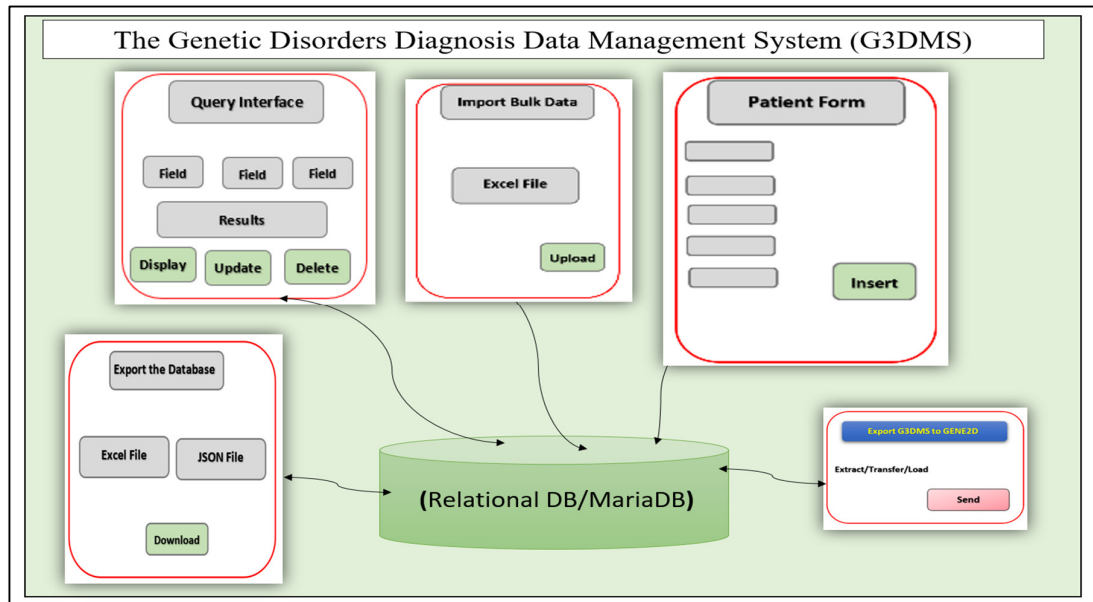 The Genetic Disorders Diagnosis Data Management System (G3DMS)
Query Interface
Field
Field
Field
Results
Display
Update
Delete
Import Bulk Data
Excel File
Upload
Patient Form
Insert
Export the Database
Excel File
JSON File
Download
(Relational DB/MariaDB)
Export G3DMS to GENE2D
Extract/Transfer/Load
Send